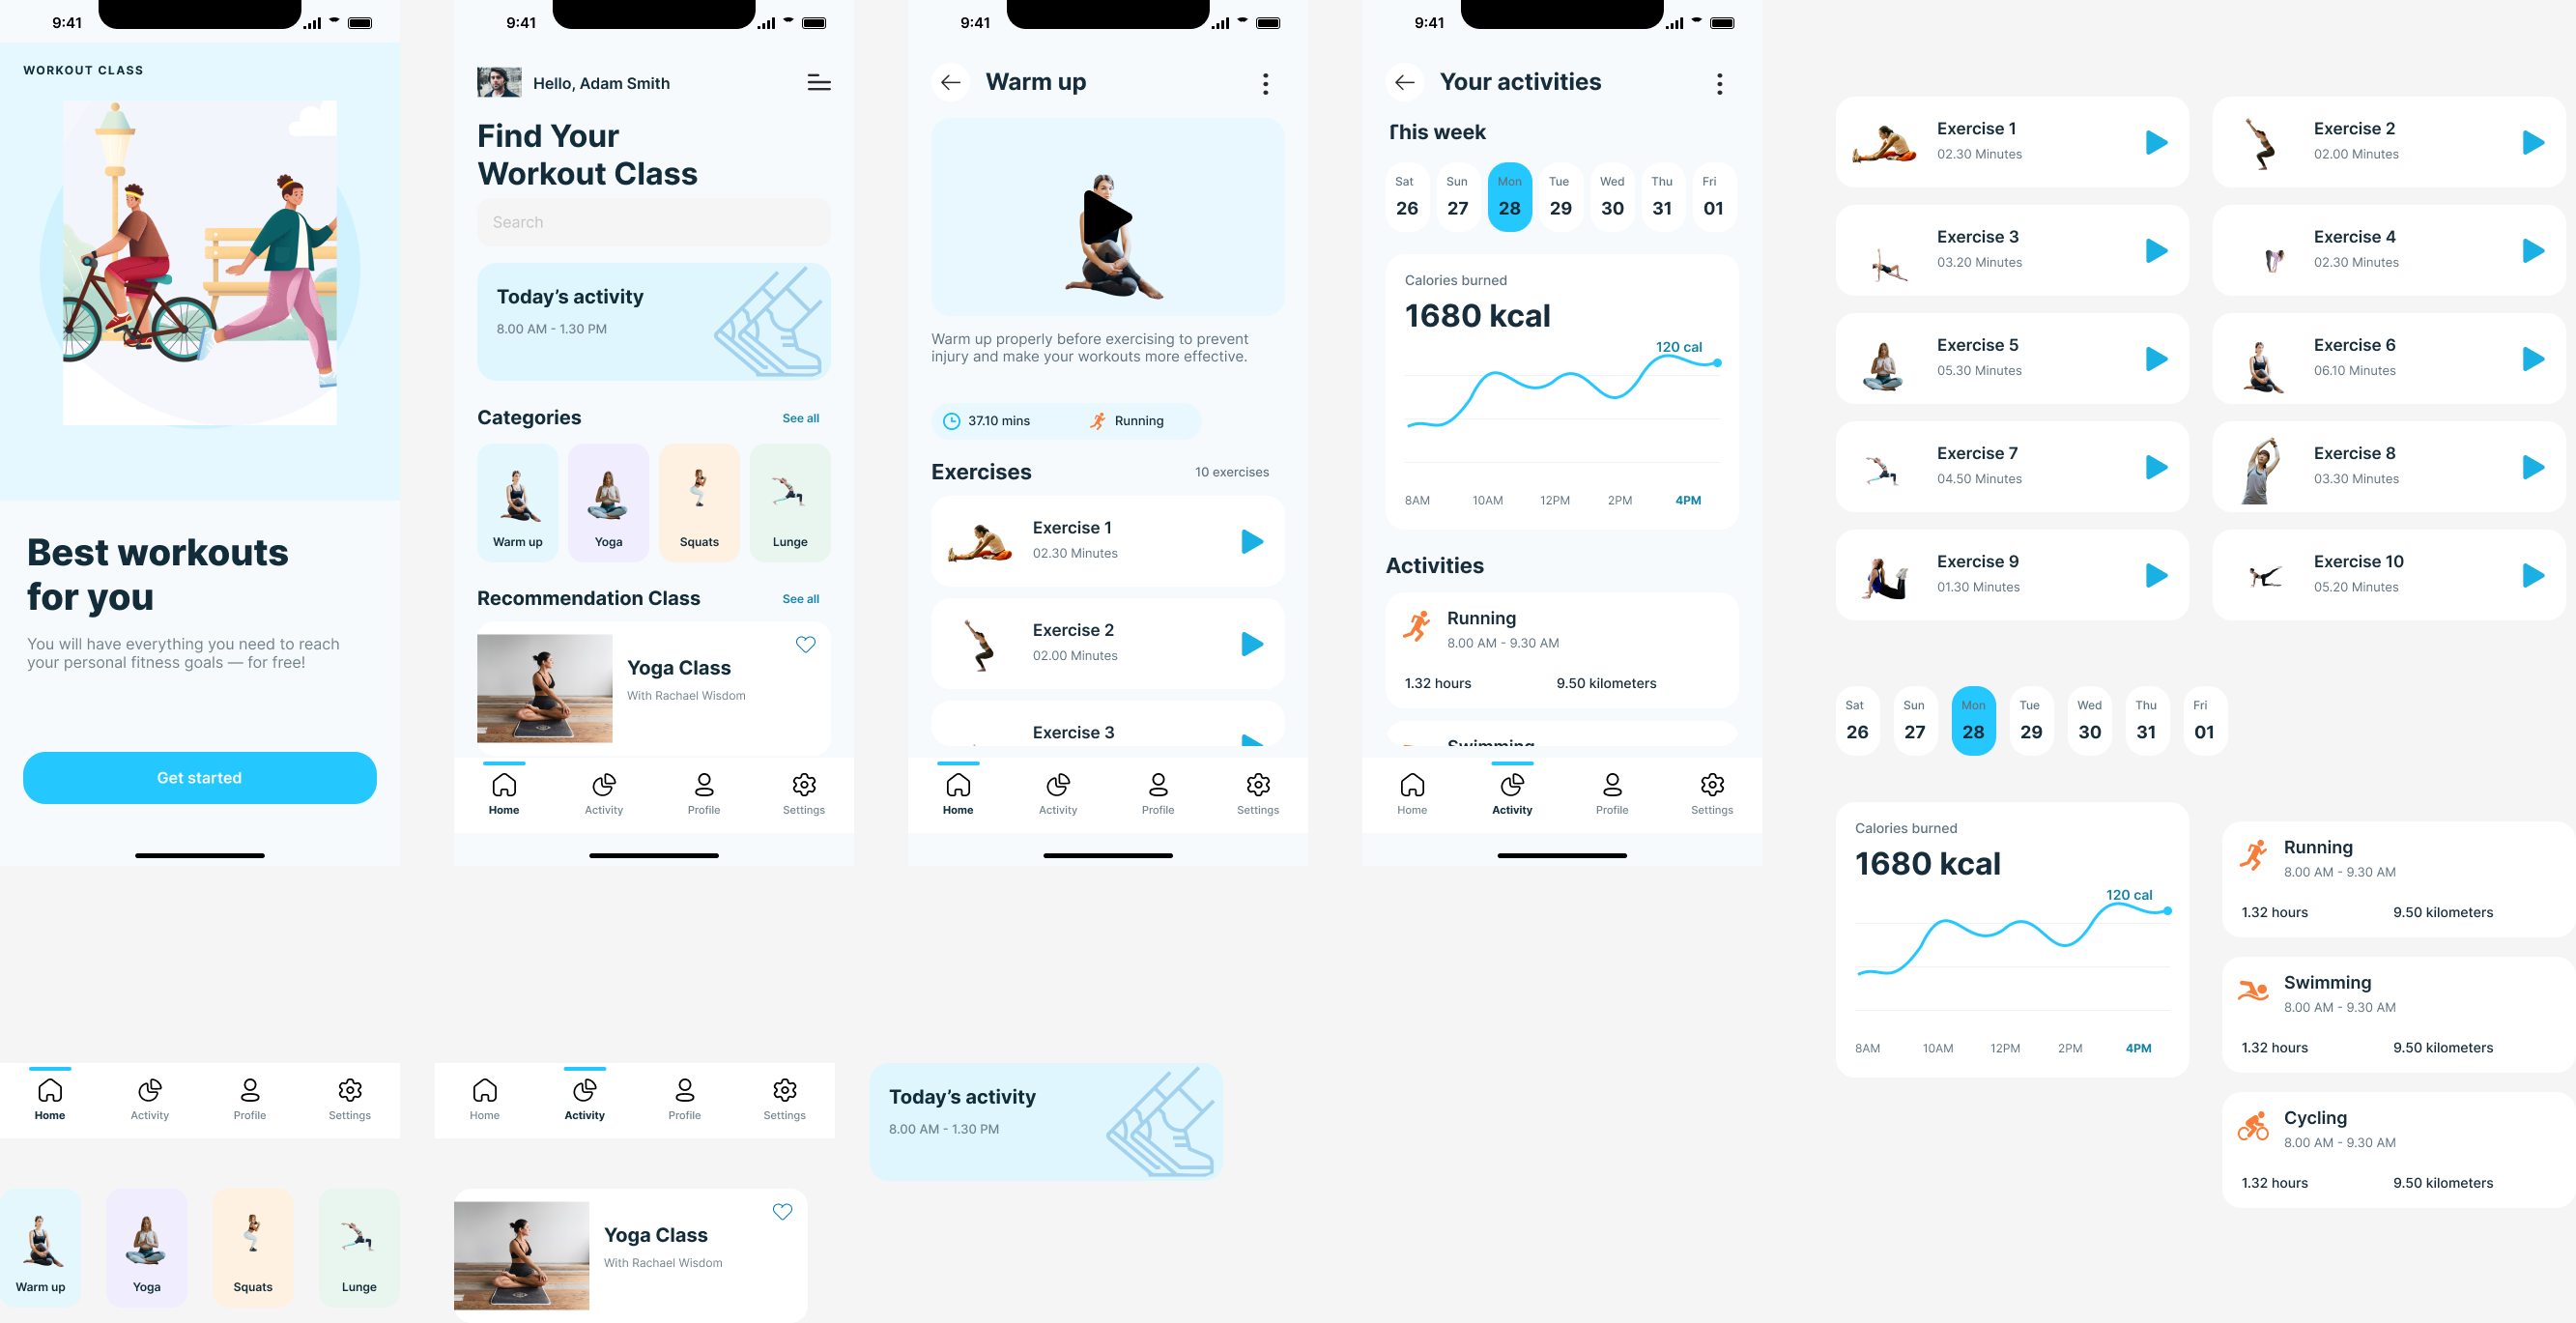 9:41
WORKOUT CLASS
Best workouts
for you
You will have everything you need to reach
your personal fitness goals — for free!
Get started
9:41
Hello, Adam Smith
Find Your
Workout Class
Search
Today’s activity
8.00 AM - 1.30 PM
Categories
See all
Warm up
Yoga
Squats
Lunge
Recommendation Class
See all
Yoga Class
With Rachael Wisdom
Home
Activity
Profile
Settings
9:41
Warm up
Warm up properly before exercising to prevent
injury and make your workouts more effective.
37.10 mins
Running
Exercises
10 exercises
Exercise 1
02.30 Minutes
Exercise 2
02.00 Minutes
Exercise 3
Home
Activity
Profile
Settings
9:41
Your activities
This week
Sat Sun Mon Tue Wed Thu Fri
26 27 28 29 30 31 01
Calories burned
1680 kcal
120 cal
8AM 10AM 12PM 2PM 4PM
Activities
Running
8.00 AM - 9.30 AM
1.32 hours 9.50 kilometers
Swimming
Home
Activity
Profile
Settings
Exercise 1
02.30 Minutes
Exercise 2
02.00 Minutes
Exercise 3
03.20 Minutes
Exercise 4
02.30 Minutes
Exercise 5
05.30 Minutes
Exercise 6
06.10 Minutes
Exercise 7
04.50 Minutes
Exercise 8
03.30 Minutes
Exercise 9
01.30 Minutes
Exercise 10
05.20 Minutes
Sat Sun Mon Tue Wed Thu Fri
26 27 28 29 30 31 01
Calories burned
1680 kcal
120 cal
8AM 10AM 12PM 2PM 4PM
Running
8.00 AM - 9.30 AM
1.32 hours 9.50 kilometers
Swimming
8.00 AM - 9.30 AM
1.32 hours 9.50 kilometers
Cycling
8.00 AM - 9.30 AM
1.32 hours 9.50 kilometers
Home
Activity
Profile
Settings
Home
Activity
Profile
Settings
Today’s activity
8.00 AM - 1.30 PM
Warm up
Yoga
Squats
Lunge
Yoga Class
With Rachael Wisdom